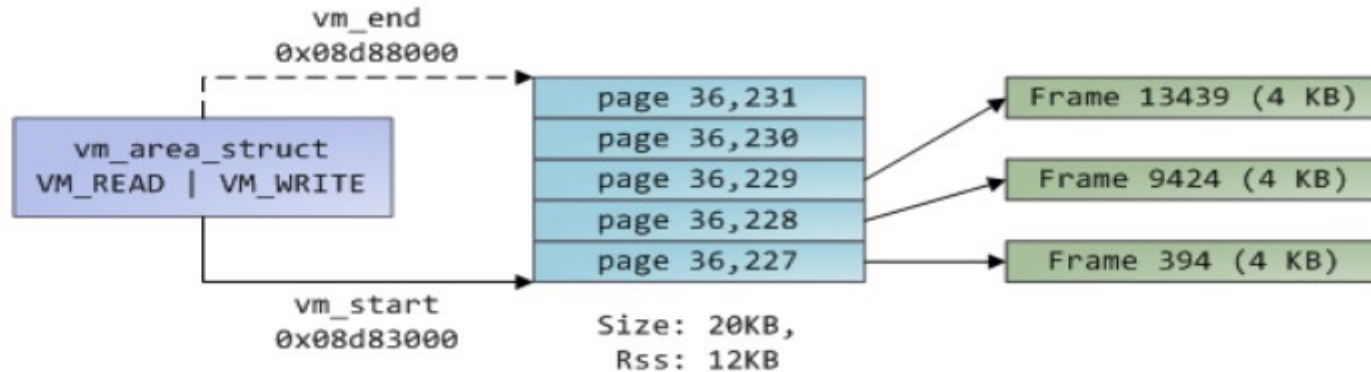 vm_end
0x08d88000
vm_area_struct
VM_READ | VM_WRITE
vm_start
0x08d83000
page 36,231
page 36,230
page 36,229
page 36,228
page 36,227
Size: 20KB,
Rss: 12KB
Frame 13439 (4 KB)
Frame 9424 (4 KB)
Frame 394 (4 KB)